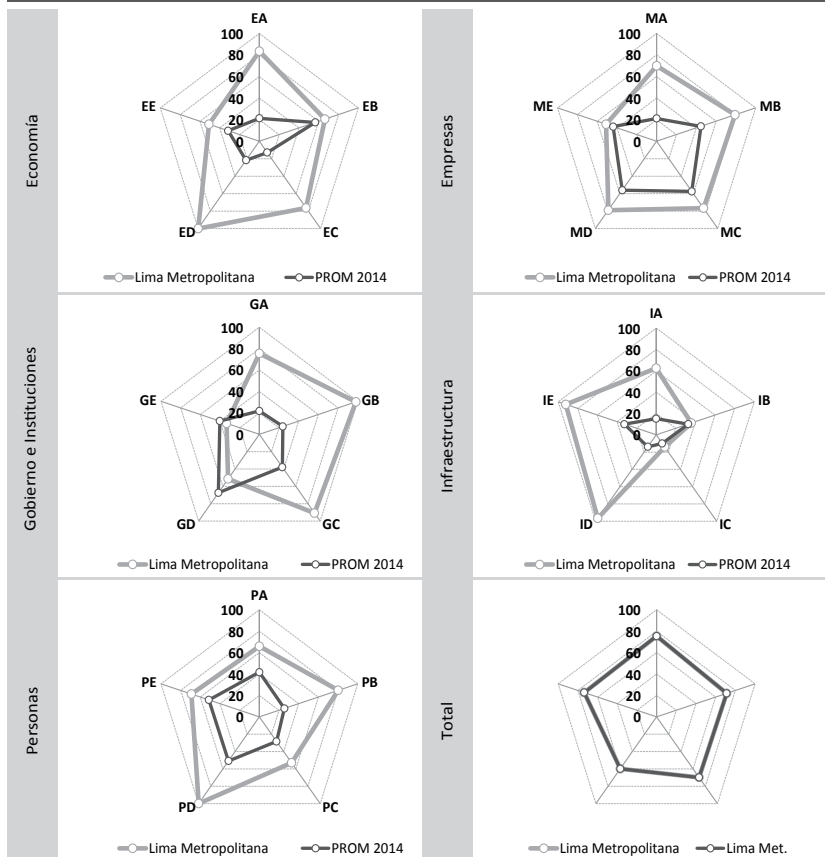 Economía
EA
100
80
60
40
20
0
EE
EB
ED
EC
Lima Metropolitana PROM 2014
Empresas
MA
100
80
60
40
20
0
ME
MB
MD
MC
Lima Metropolitana PROM 2014
Gobierno e Instituciones
GA
100
80
60
40
20
0
GE
GB
GD
GC
Lima Metropolitana PROM 2014
Infraestructura
IA
100
80
60
40
20
0
IE
IB
ID
IC
Lima Metropolitana PROM 2014
Personas
PA
100
80
60
40
20
0
PE
PB
PD
PC
Lima Metropolitana PROM 2014
Total
100
80
60
40
20
0
Lima Metropolitana Lima Met.